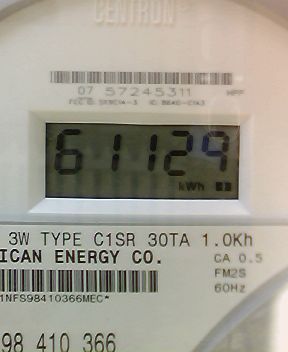 CENTRON
07 57245311 HPF
61129
kWh
3W TYPE C1SR 30TA 1.0Kh
ICAN ENERGY CO. CA 0.5
FM2S
1NFS98410366MEC* 60Hz
98 410 366